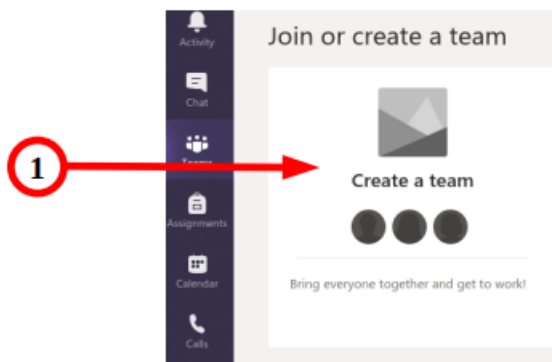 Activity
Chat
Teams
Assignments
Calendar
Calls
1
Join or create a team
Create a team
Bring everyone together and get to work!